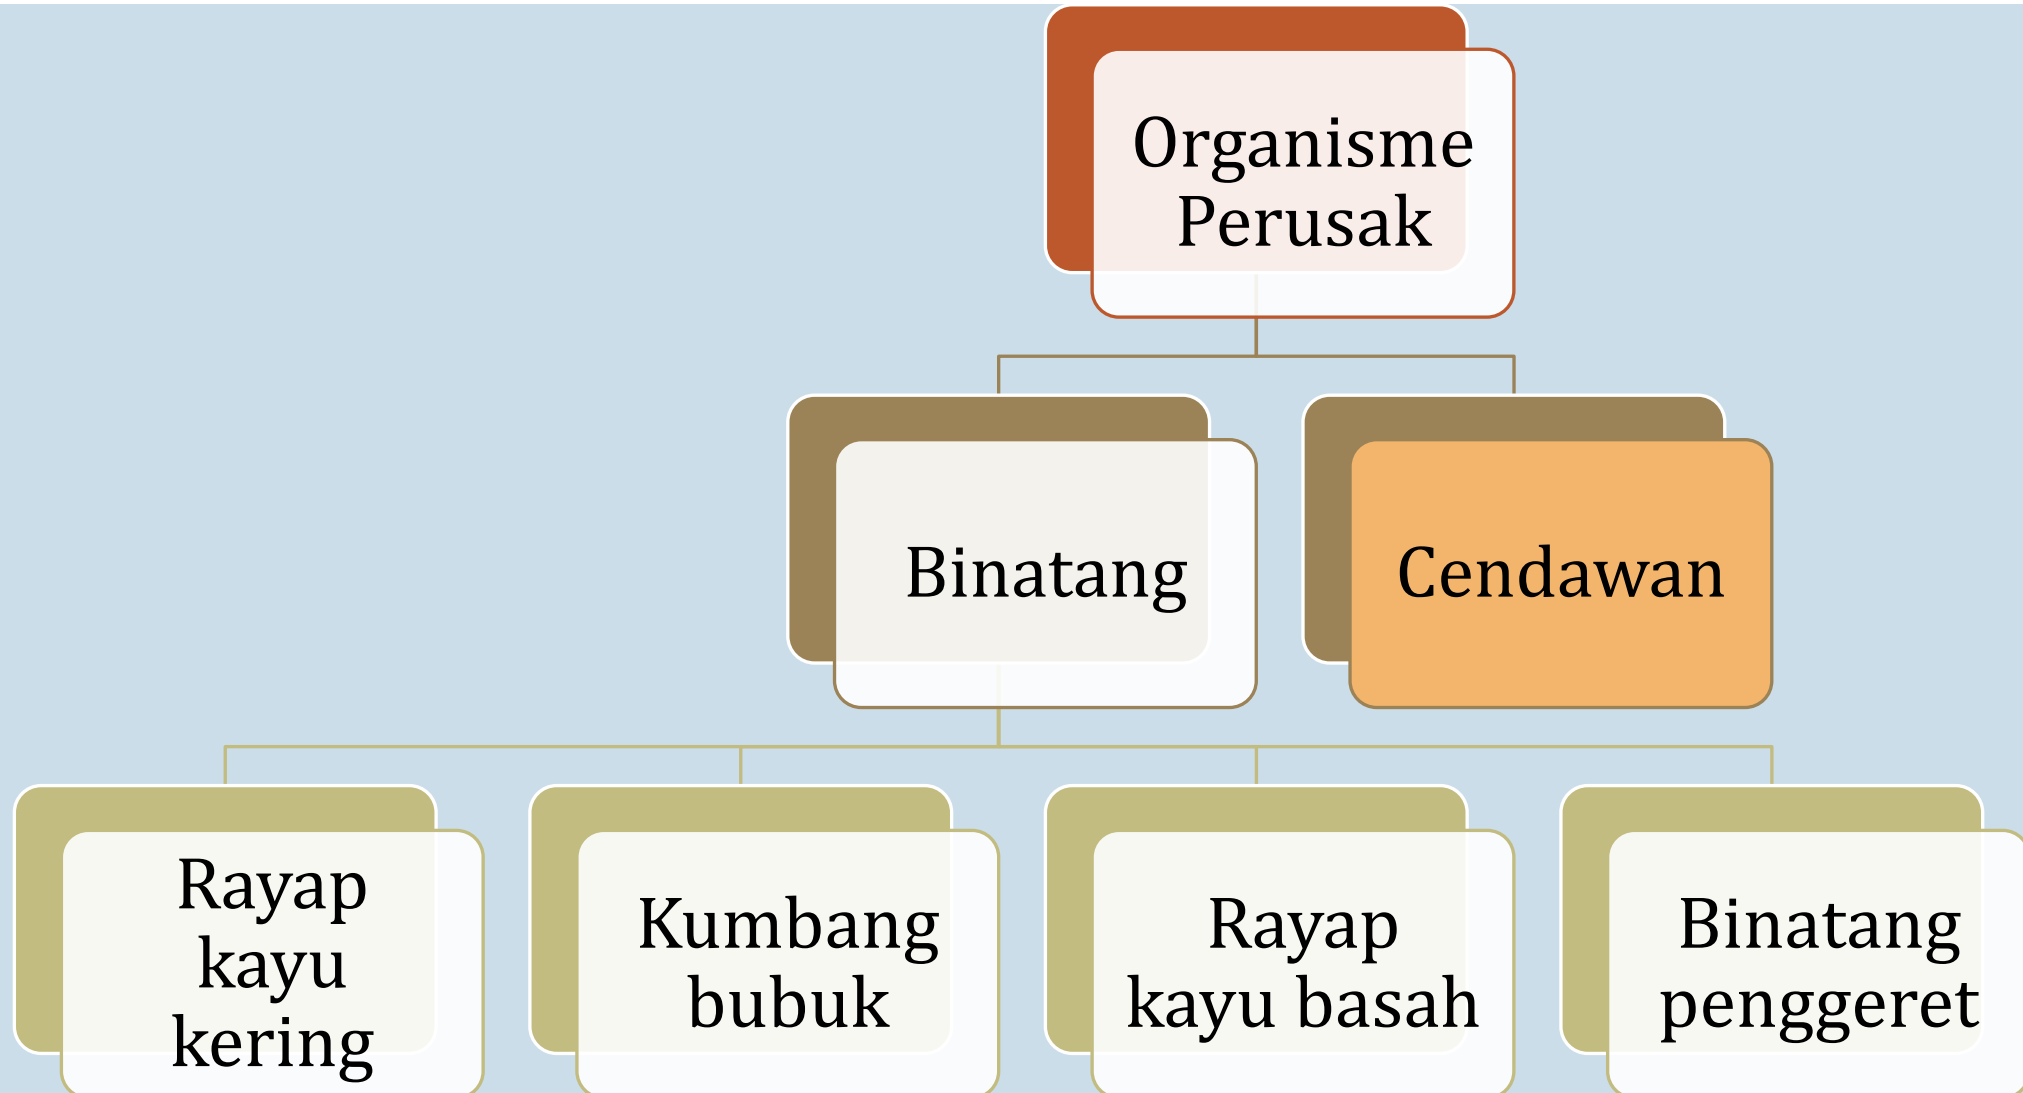 Organisme
Perusak
Binatang
Cendawan
Rayap
kayu
kering
Kumbang
bubuk
Rayap
kayu basah
Binatang
penggeret